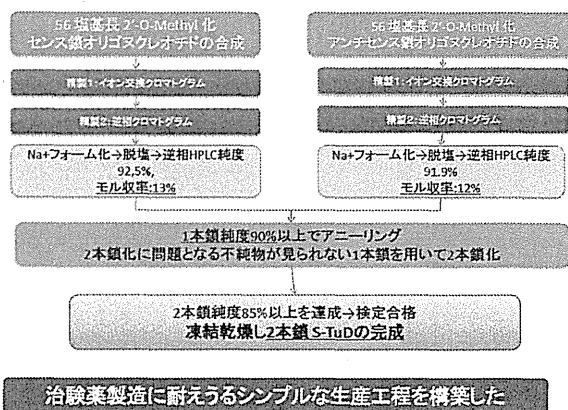 56 塩基長 2'-O-Methyl 化
センス鎖オリゴヌクレオチドの合成
精製1:イオン交換クロマトグラム
精製2:逆相クロマトグラム
Na+フォーム化→脱塩→逆相HPLC純度
92.5%,
モル収率:13%
56 塩基長 2'-O-Methyl 化
アンチセンス鎖オリゴヌクレオチドの合成
精製1:イオン交換クロマトグラム
精製2:逆相クロマトグラム
Na+フォーム化→脱塩→逆相HPLC純度
91.9%
モル収率:12%
1本鎖純度90%以上でアニーリング
2本鎖化に問題となる不純物が見られない1本鎖を用いて2本鎖化
2本鎖純度85%以上を達成→検定合格
凍結乾燥し2本鎖 S-TuDの完成
治験薬製造に耐えうるシンプルな生産工程を構築した